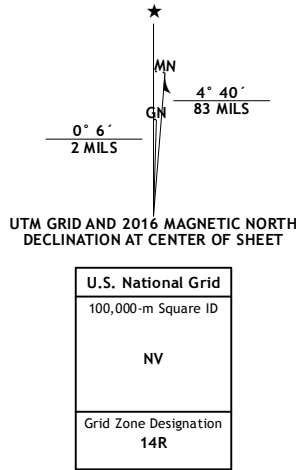 ★
MN
GN
4° 40´
83 MILS
0° 6´
2 MILS
UTM GRID AND 2016 MAGNETIC NORTH
DECLINATION AT CENTER OF SHEET
U.S. National Grid
100,000-m Square ID
NV
Grid Zone Designation
14R